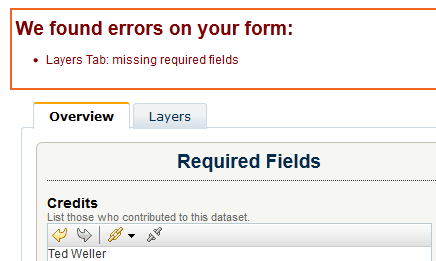 We found errors on your form:
Layers Tab: missing required fields
Overview
Layers
Required Fields
Credits
List those who contributed to this dataset.
Ted Weller